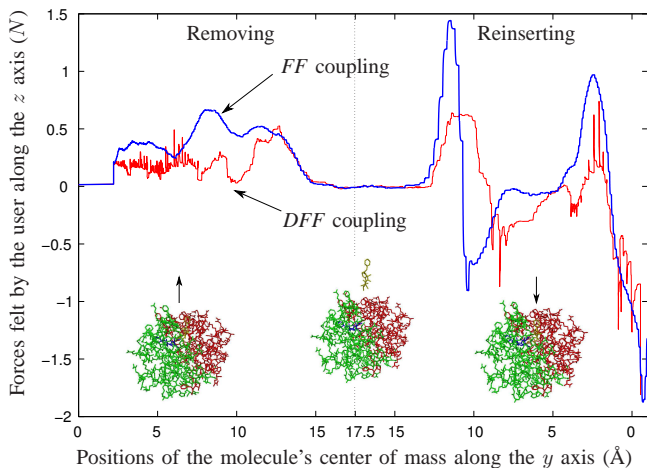 Forces felt by the user along the z axis (N)
1.5
1
0.5
0
−0.5
−1
−1.5
−2
Removing
Reinserting
FF coupling
DFF coupling
0 5 10 15 17.5 15 10 5 0
Positions of the molecule's center of mass along the y axis (Å)